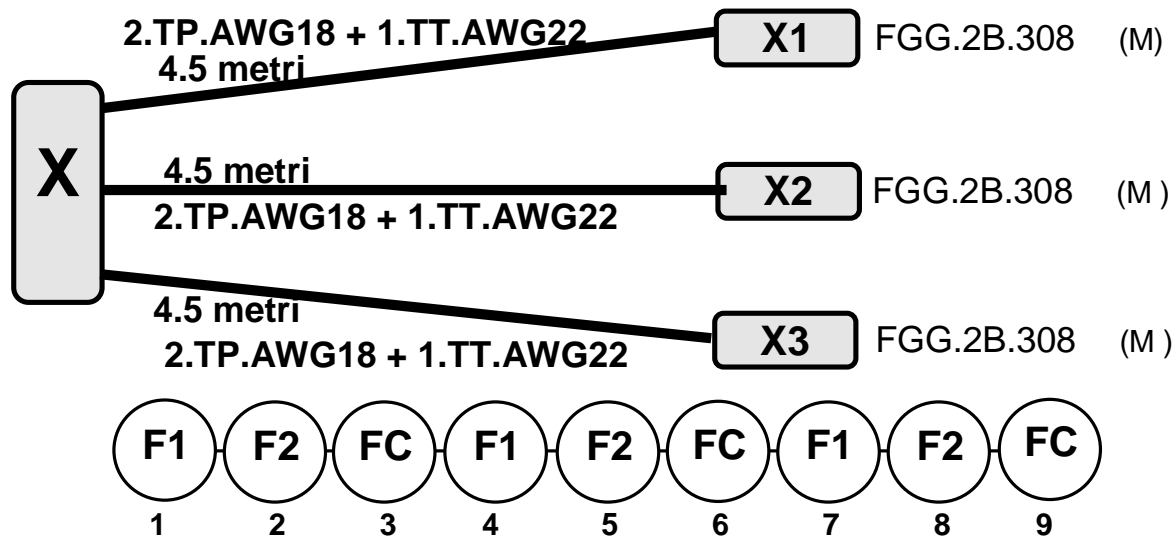 2.TP.AWG18 + 1.TT.AWG22
4.5 metri
X1 FGG.2B.308 (M)
X
4.5 metri
2.TP.AWG18 + 1.TT.AWG22
X2 FGG.2B.308 (M )
4.5 metri
2.TP.AWG18 + 1.TT.AWG22
X3 FGG.2B.308 (M )
F1 F2 FC F1 F2 FC F1 F2 FC
1 2 3 4 5 6 7 8 9